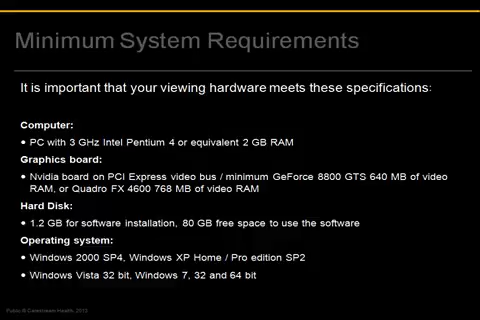 Minimum System Requirements
It is important that your viewing hardware meets these specifications:
Computer:
• PC with 3 GHz Intel Pentium 4 or equivalent 2 GB RAM
Graphics board:
• Nvidia board on PCI Express video bus / minimum GeForce 8800 GTS 640 MB of video
RAM, or Quadro FX 4600 768 MB of video RAM
Hard Disk:
• 1.2 GB for software installation, 80 GB free space to use the software
Operating system:
• Windows 2000 SP4, Windows XP Home / Pro edition SP2
• Windows Vista 32 bit, Windows 7, 32 and 64 bit
Public © Carestream Health, 2013